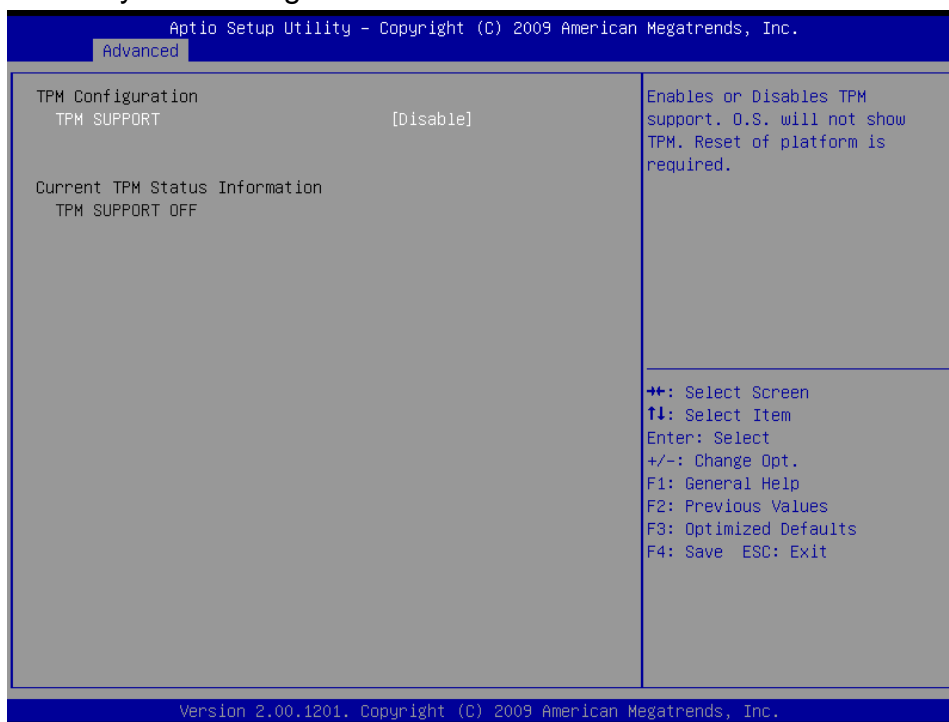 Aptio Setup Utility – Copyright (C) 2009 American Megatrends, Inc.
Advanced
TPM Configuration
TPM SUPPORT [Disable]
Current TPM Status Information
TPM SUPPORT OFF
Enables or Disables TPM
support. O.S. will not show
TPM. Reset of platform is
required.
→←: Select Screen
↑↓: Select Item
Enter: Select
+/-: Change Opt.
F1: General Help
F2: Previous Values
F3: Optimized Defaults
F4: Save ESC: Exit
Version 2.00.1201. Copyright (C) 2009 American Megatrends, Inc.